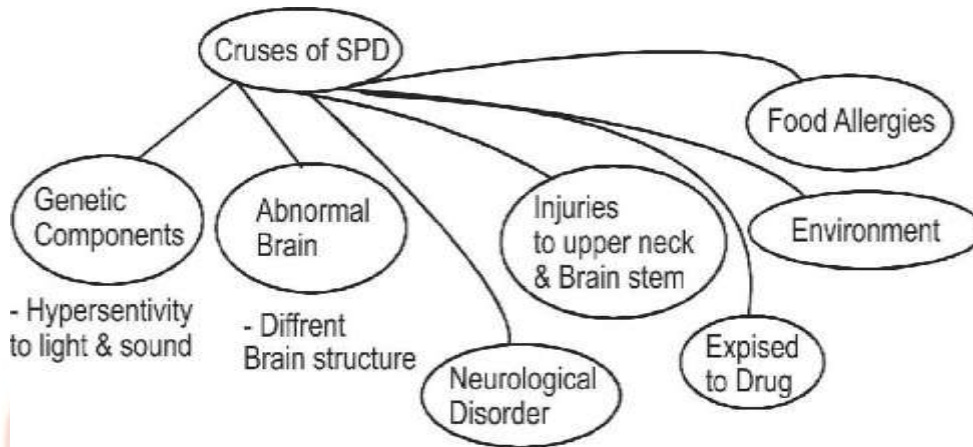 Cruses of SPD
Food Allergies
Genetic
Components
Abnormal
Brain
Injuries
to upper neck
& Brain stem
Environment
- Hypersentivity
to light & sound
- Diffrent
Brain structure
Neurological
Disorder
Expised
to Drug